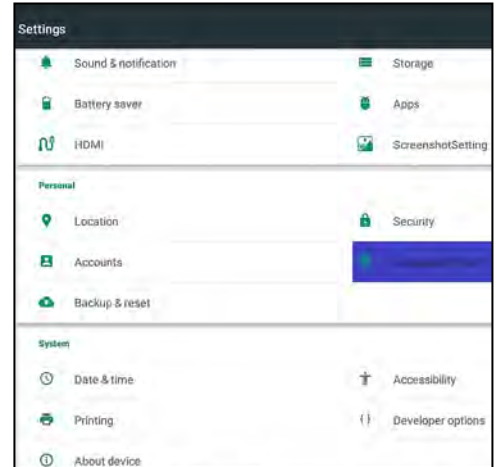 Settings
Sound & notification
Storage
Battery saver
Apps
HDMI
ScreenshotSetting
Personal
Location
Security
Accounts
Backup & reset
System
Date & time
Accessibility
Printing
{ } Developer options
About device